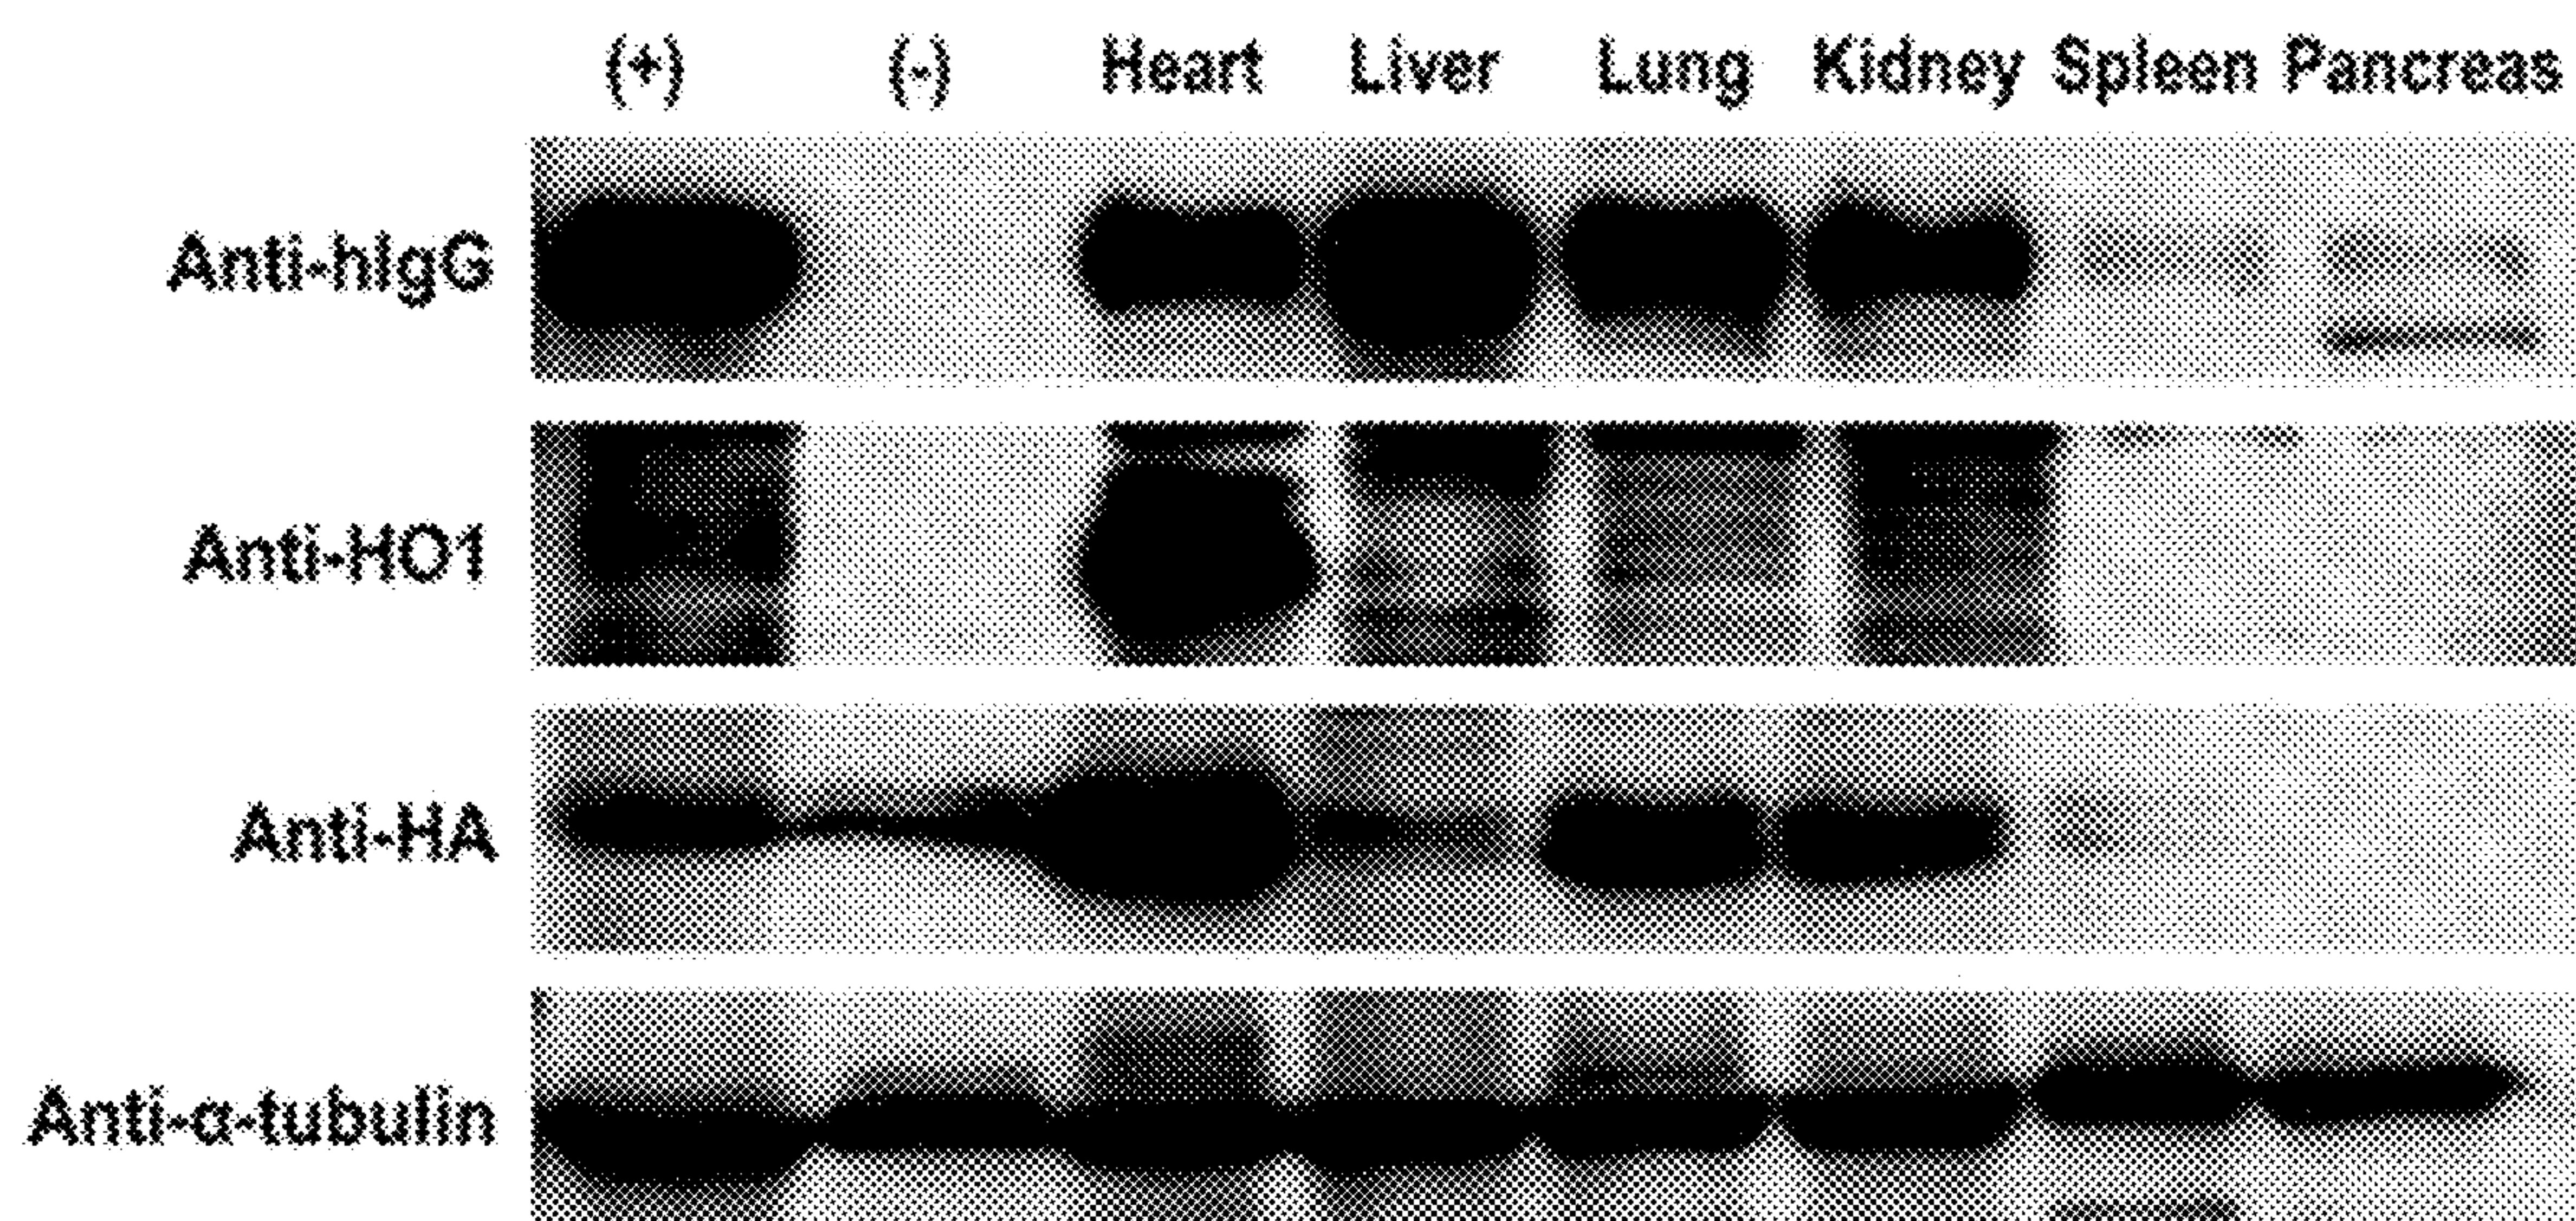 (+) (-) Heart Liver Lung Kidney Spleen Pancreas
Anti-hIgG
Anti-HO1
Anti-HA
Anti-α-tubulin